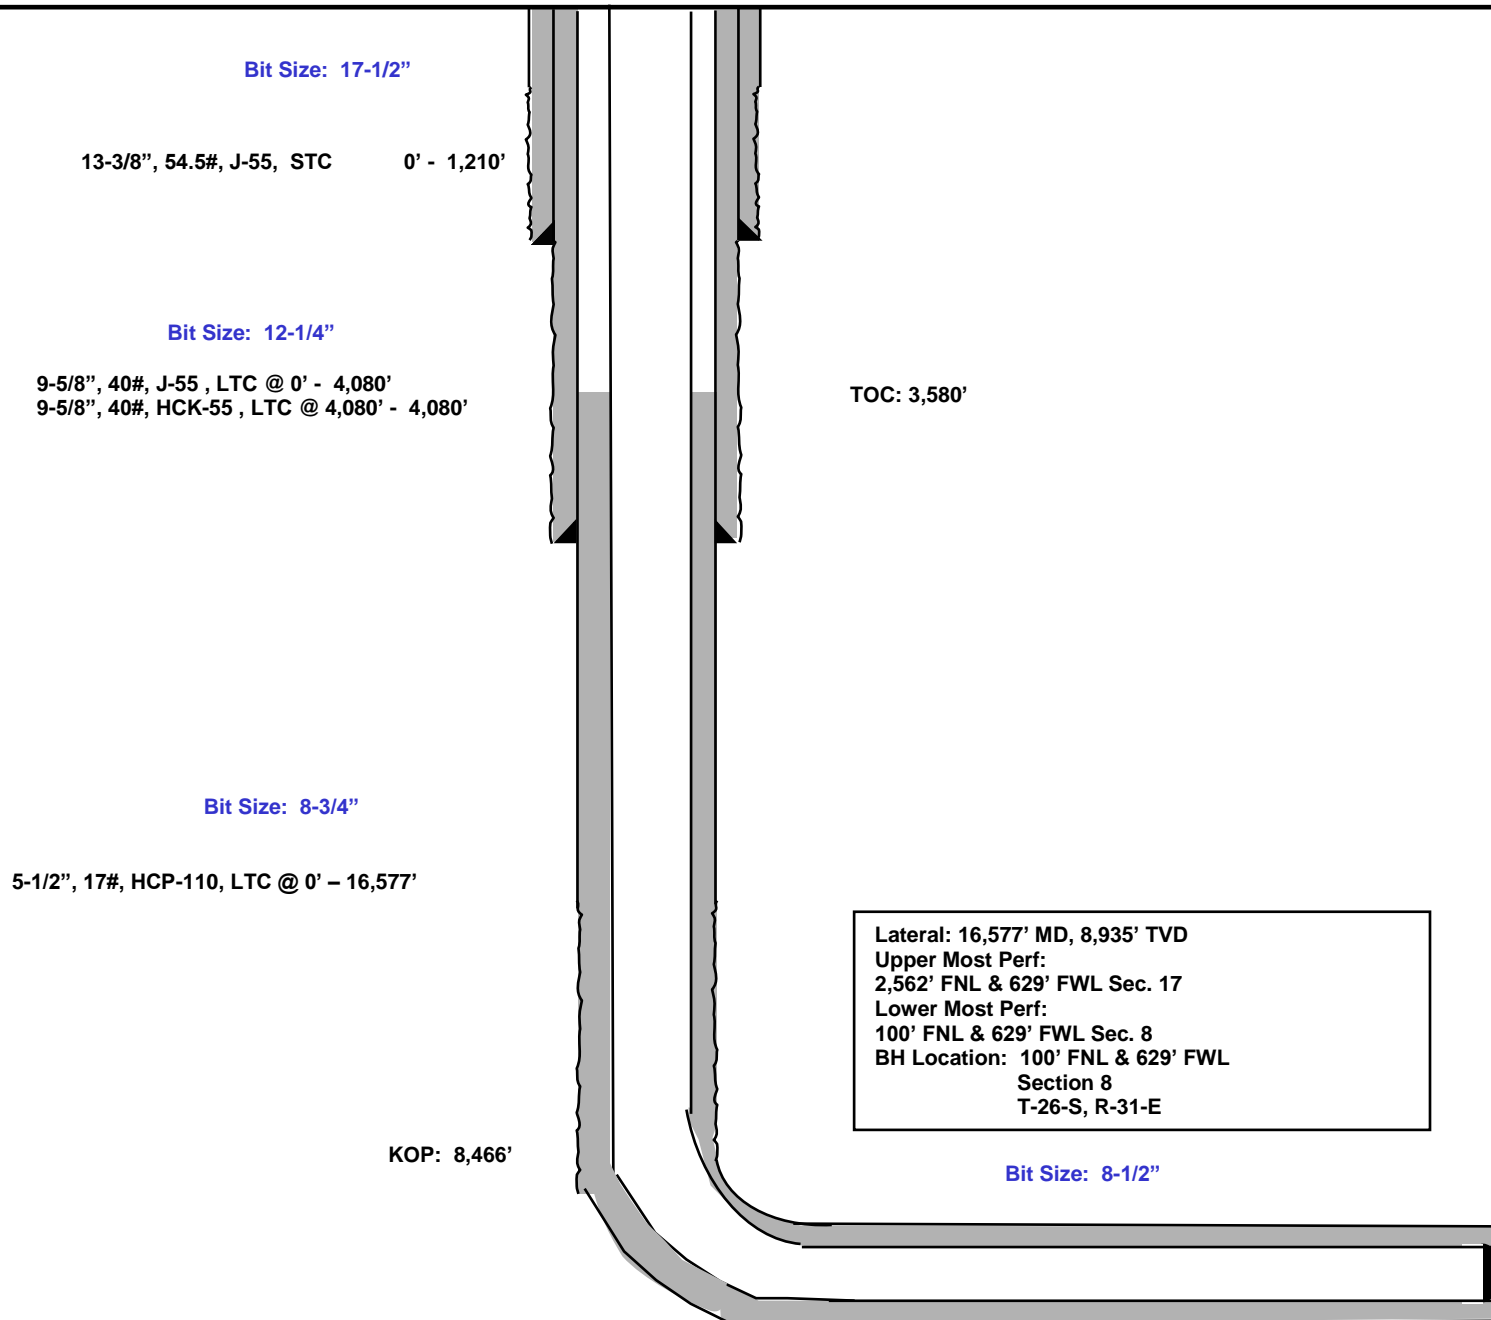 Bit Size: 17-1/2”
13-3/8”, 54.5#, J-55, STC 0’ - 1,210’
Bit Size: 12-1/4”
9-5/8”, 40#, J-55 , LTC @ 0’ - 4,080’
9-5/8”, 40#, HCK-55 , LTC @ 4,080’ - 4,080’
TOC: 3,580’
Bit Size: 8-3/4”
5-1/2”, 17#, HCP-110, LTC @ 0’ – 16,577’
Lateral: 16,577’ MD, 8,935’ TVD
Upper Most Perf:
2,562’ FNL & 629’ FWL Sec. 17
Lower Most Perf:
100’ FNL & 629’ FWL Sec. 8
BH Location: 100’ FNL & 629’ FWL
Section 8
T-26-S, R-31-E
KOP: 8,466’
Bit Size: 8-1/2”